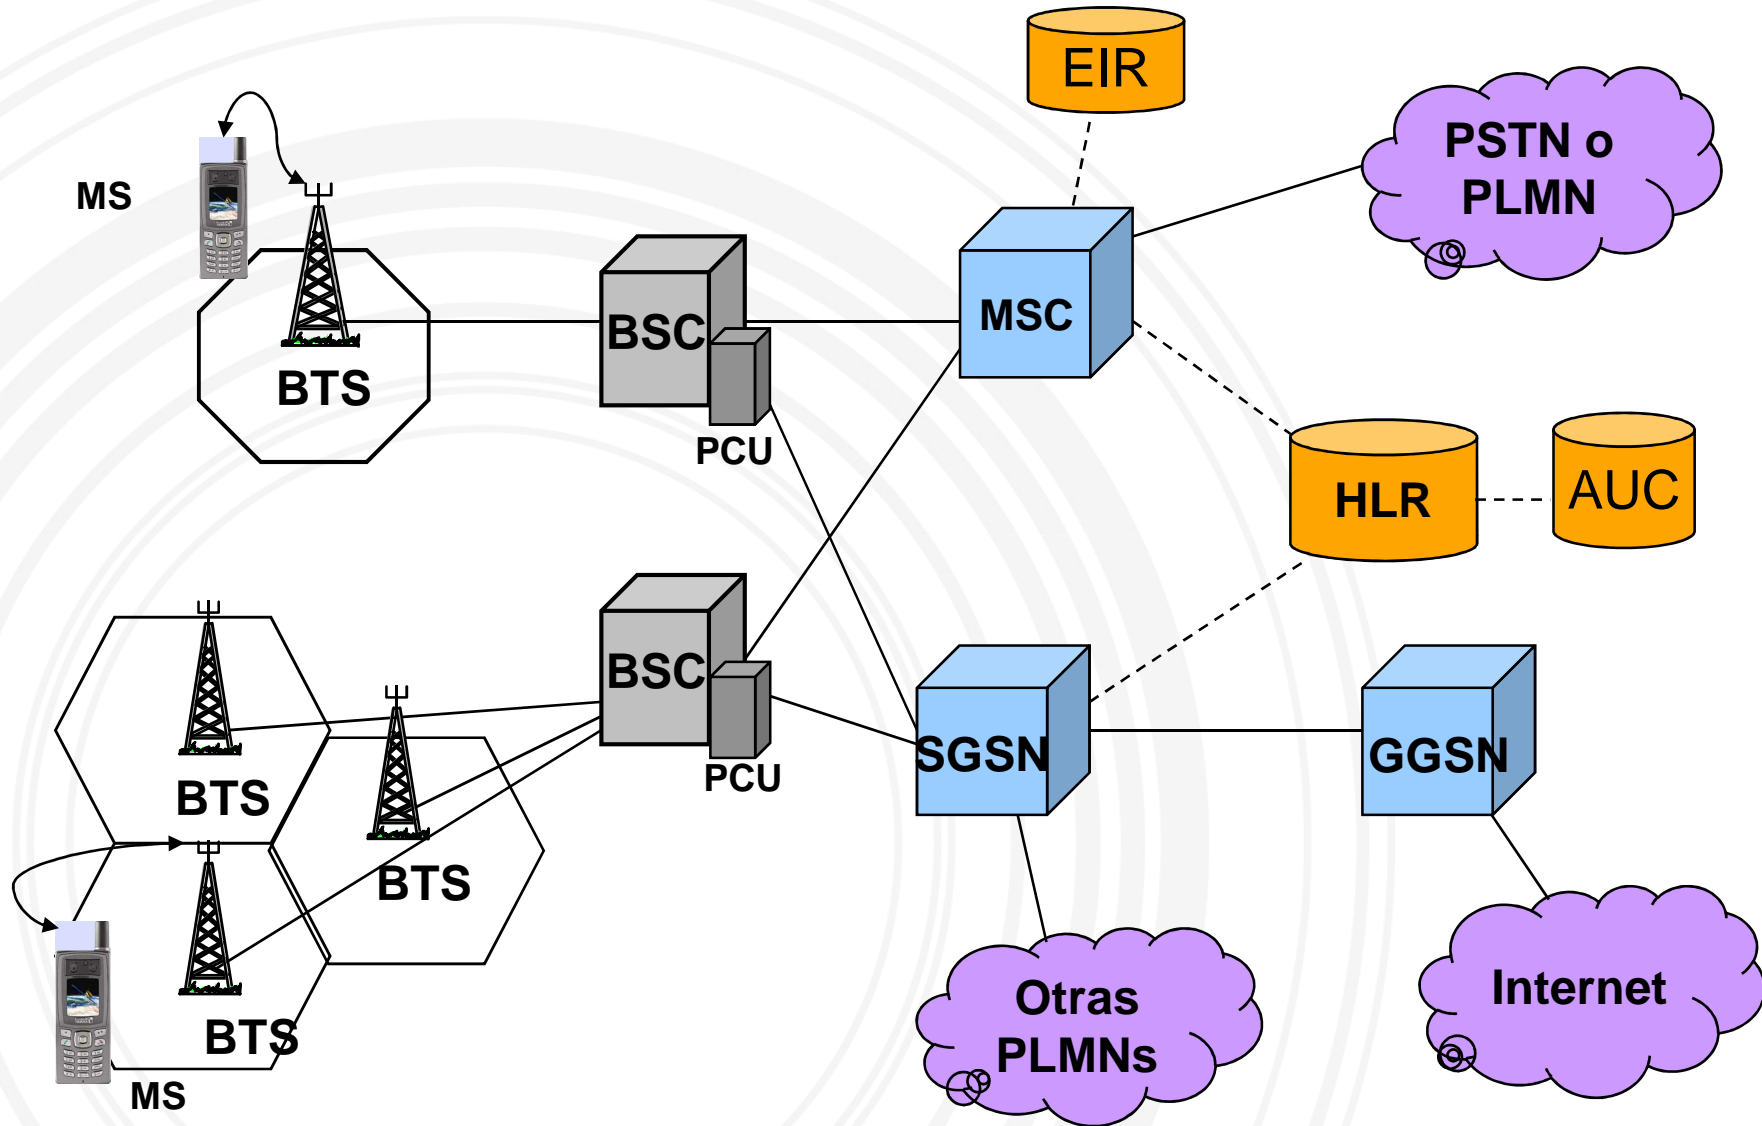 EIR
PSTN o
PLMN
MS
MSC
BSC
BTS
PCU
HLR
AUC
BSC
SGSN
GGSN
PCU
BTS
BTS
Otras
PLMNs
Internet
BTS
MS